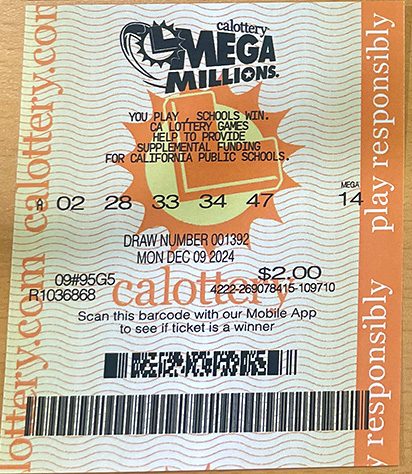 calottery
MEGA
MILLIONS
YOU PLAY, SCHOOLS WIN.
CA LOTTERY GAMES
HELP TO PROVIDE
SUPPLEMENTAL FUNDING
FOR CALIFORNIA PUBLIC SCHOOLS.
MEGA
A 02 28 33 34 47 14
DRAW NUMBER 001392
MON DEC 09 2024
09#95G5 $2.00
R1036868 4222-269078415-109710
calottery
Scan this barcode with our Mobile App
to see if ticket is a winner
lottery.com calottery.com
play responsibly
y responsibly